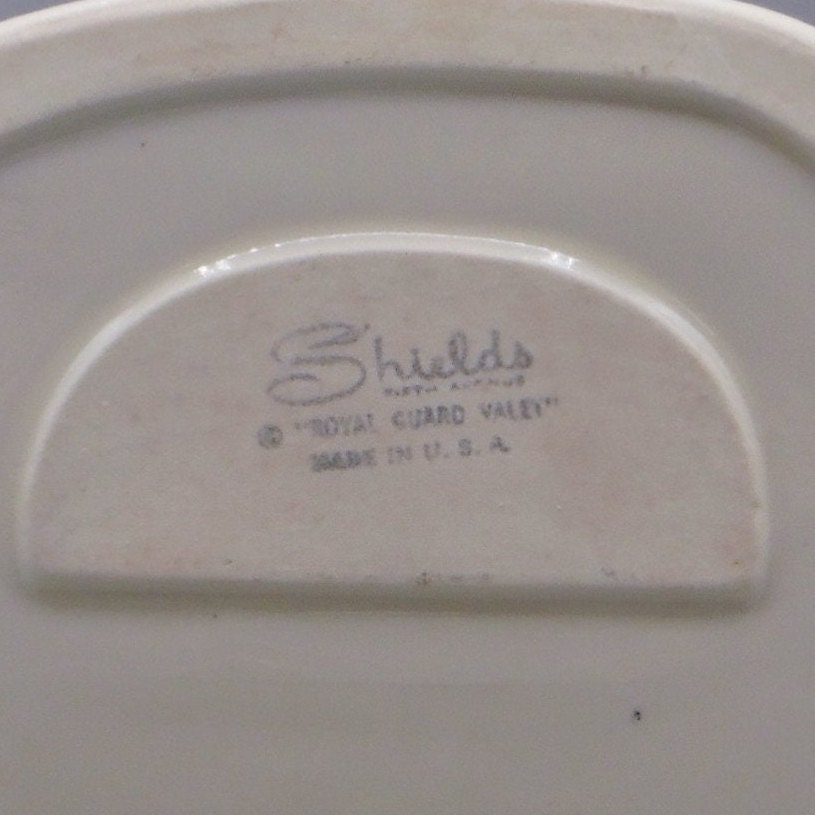 Shields
FIFTH AVENUE
© "ROYAL GUARD VALET"
MADE IN U.S.A.